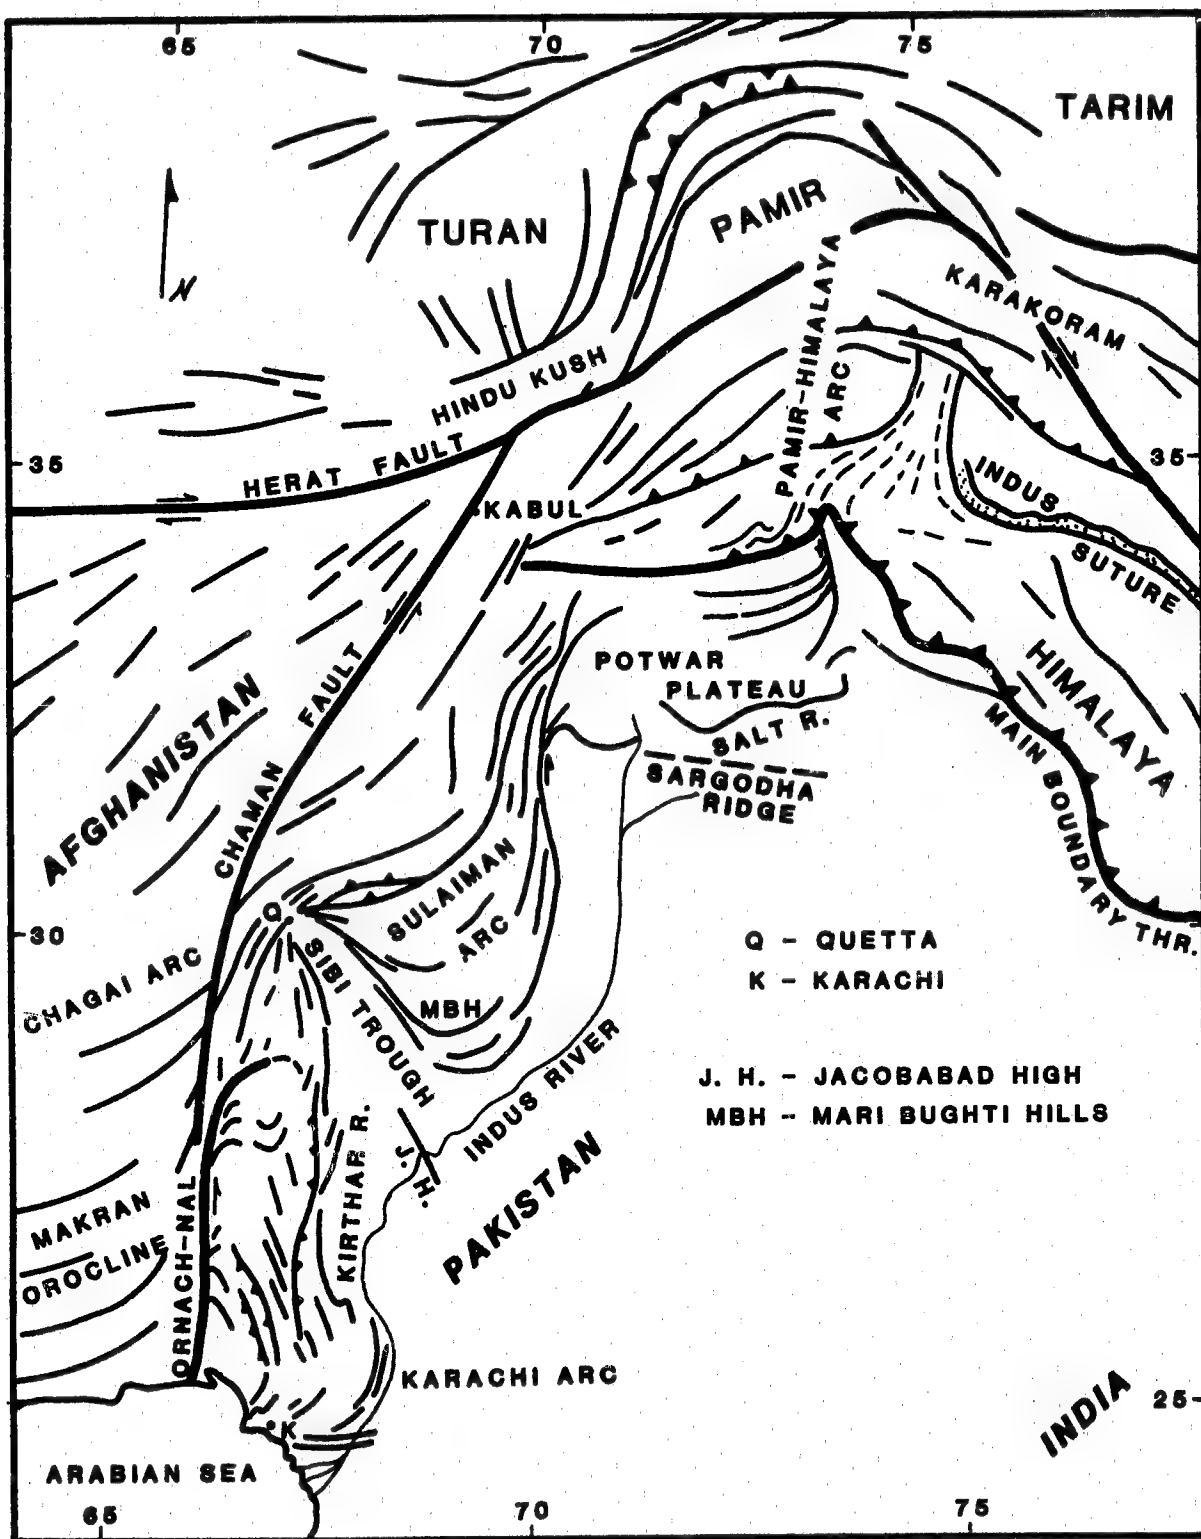 65 70 75
TARIM
TURAN
PAMIR
N
KARAKORAM
PAMIR-HIMALAYA
ARC
HINDU KUSH
35 35
HERAT FAULT
KABUL
INDUS
SUTURE
CHAMAN FAULT
POTWAR
PLATEAU
SALT R.
SARGODHA
RIDGE
HIMALAYA
MAIN BOUNDARY THR.
AFGHANISTAN
SULAIMAN
ARC
Q
30
Q - QUETTA
K - KARACHI
CHAGAI ARC
SIBI TROUGH
MBH
INDUS RIVER
J. H. - JACOBABAD HIGH
MBH - MARI BUGHTI HILLS
J. H.
KIRTHAR R.
PAKISTAN
MAKRAN
OROCLINE
ORNACH-NAL
KARACHI ARC
K
INDIA
25
ARABIAN SEA
65 70 75